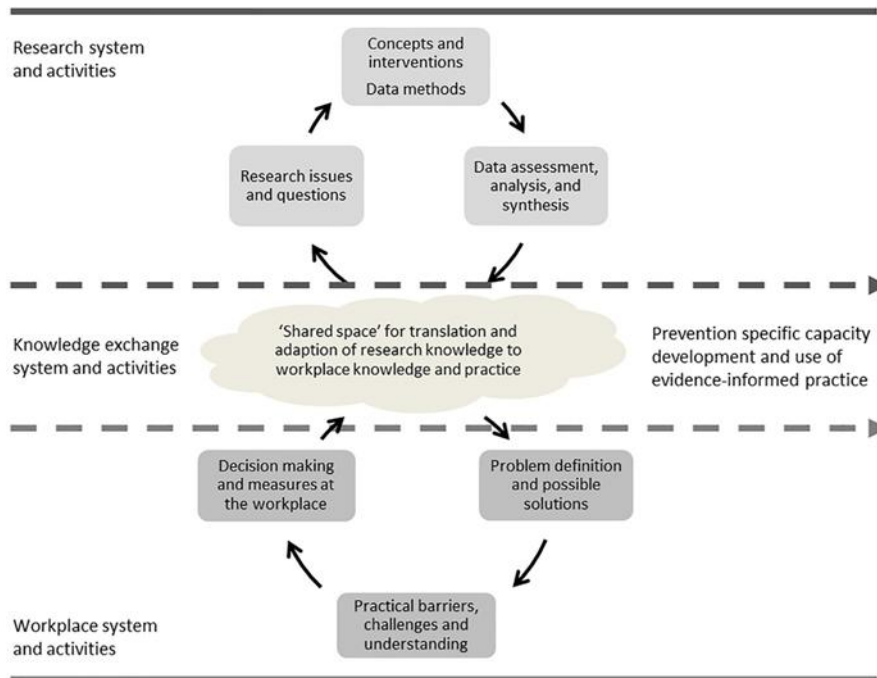 Research system
and activities
Concepts and
interventions
Data methods
Research issues
and questions
Data assessment,
analysis, and
synthesis
Knowledge exchange
system and activities
‘Shared space’ for translation and
adaption of research knowledge to
workplace knowledge and practice
Prevention specific capacity
development and use of
evidence-informed practice
Decision making
and measures at
the workplace
Problem definition
and possible
solutions
Practical barriers,
challenges and
understanding
Workplace system
and activities